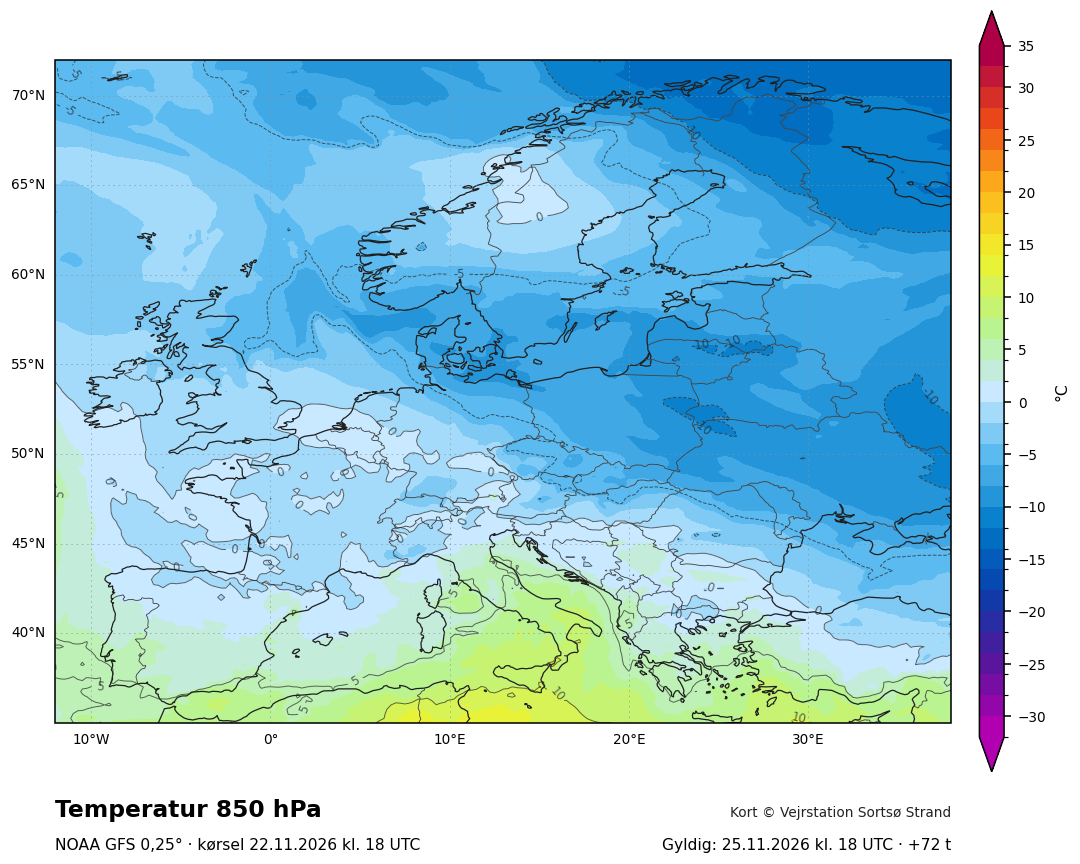 70°N
65°N
60°N
55°N
50°N
45°N
40°N
10°W
0°
10°E
20°E
30°E
35
30
25
20
15
10
5
0
−5
−10
−15
−20
−25
−30
°C
Temperatur 850 hPa
Kort © Vejrstation Sortsø Strand
NOAA GFS 0,25° · kørsel 22.11.2026 kl. 18 UTC
Gyldig: 25.11.2026 kl. 18 UTC · +72 t